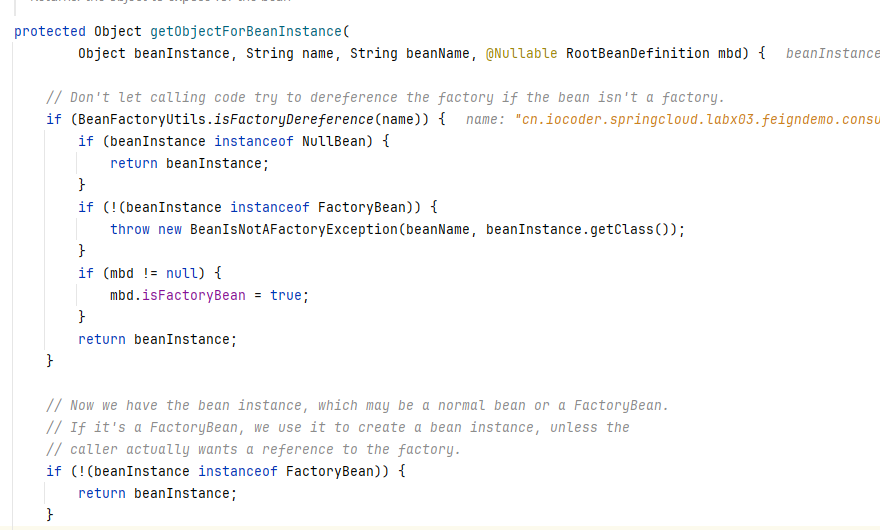 protected Object getObjectForBeanInstance(
Object beanInstance, String name, String beanName, @Nullable RootBeanDefinition mbd) { beanInstance
// Don't let calling code try to dereference the factory if the bean isn't a factory.
if (BeanFactoryUtils.isFactoryDereference(name)) { name: "cn.iocoder.springcloud.labx03.feigndemo.consu
if (beanInstance instanceof NullBean) {
return beanInstance;
}
if (!(beanInstance instanceof FactoryBean)) {
throw new BeanIsNotAFactoryException(beanName, beanInstance.getClass());
}
if (mbd != null) {
mbd.isFactoryBean = true;
}
return beanInstance;
}
// Now we have the bean instance, which may be a normal bean or a FactoryBean.
// If it's a FactoryBean, we use it to create a bean instance, unless the
// caller actually wants a reference to the factory.
if (!(beanInstance instanceof FactoryBean)) {
return beanInstance;
}